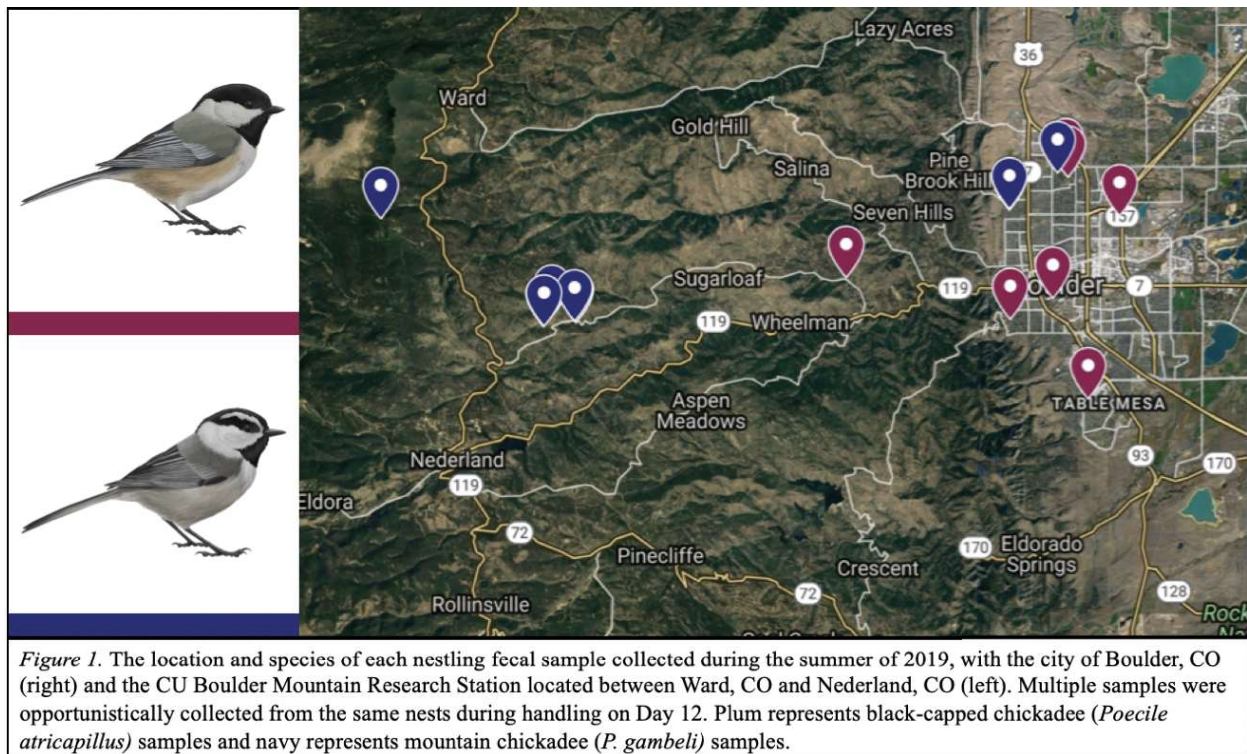 Lazy Acres
36
Ward
Gold Hill
Salina
Pine
Brook Hill
7
Seven Hills
157
Sugarloaf
119
Boulder
7
119
Wheelman
Aspen
Meadows
TABLE MESA
Nederland
93
119
170
Eldora
72
Pinecliffe
170
Eldorado
Springs
Crescent
72
128
Rollinsville
Figure 1. The location and species of each nestling fecal sample collected during the summer of 2019, with the city of Boulder, CO
(right) and the CU Boulder Mountain Research Station located between Ward, CO and Nederland, CO (left). Multiple samples were
opportunistically collected from the same nests during handling on Day 12. Plum represents black-capped chickadee (Poecile
atricapillus) samples and navy represents mountain chickadee (P. gambeli) samples.